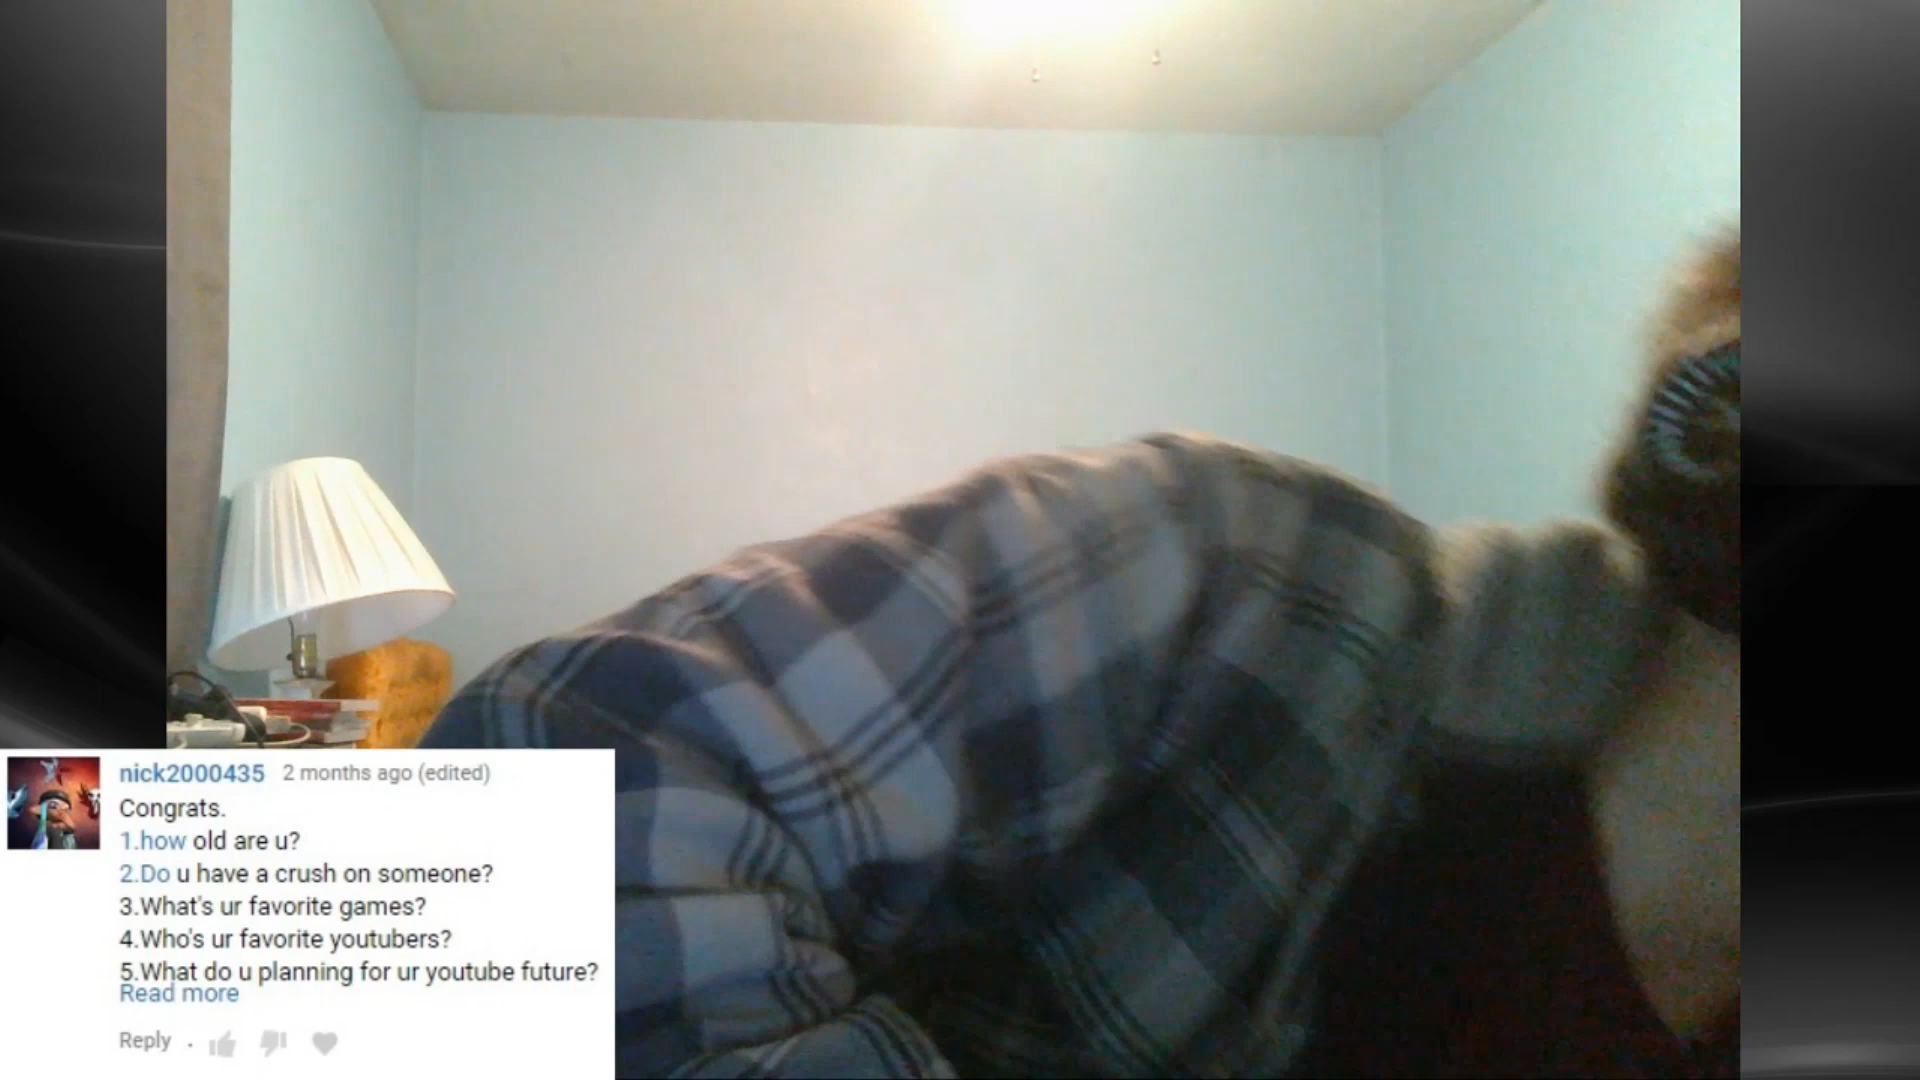 nick2000435 2 months ago (edited)
Congrats.
1.how old are u?
2.Do u have a crush on someone?
3.What's ur favorite games?
4.Who's ur favorite youtubers?
5.What do u planning for ur youtube future?
Read more
Reply .